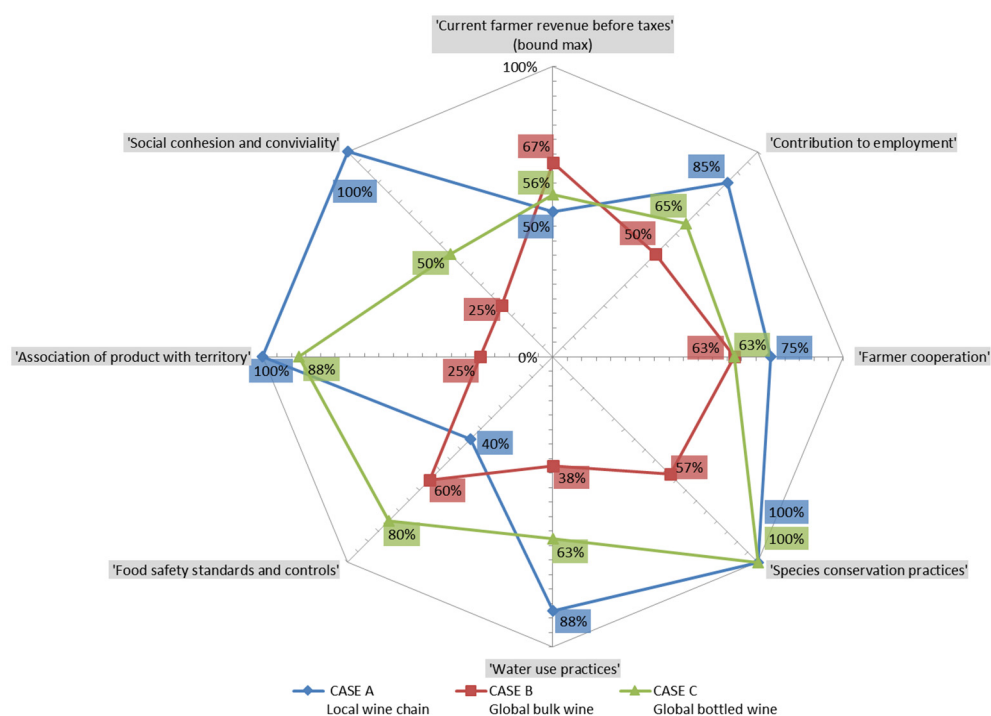 'Current farmer revenue before taxes'
(bound max)
100%
'Social conhesion and conviviality'
'Contribution to employment'
67%
85%
100%
56%
65%
50%
50%
50%
25%
'Association of product with territory'
0%
63%
63%
75%
'Farmer cooperation'
100%
88%
25%
40%
57%
60%
38%
100%
80%
63%
100%
'Food safety standards and controls'
'Species conservation practices'
88%
'Water use practices'
CASE A
Local wine chain
CASE B
Global bulk wine
CASE C
Global bottled wine